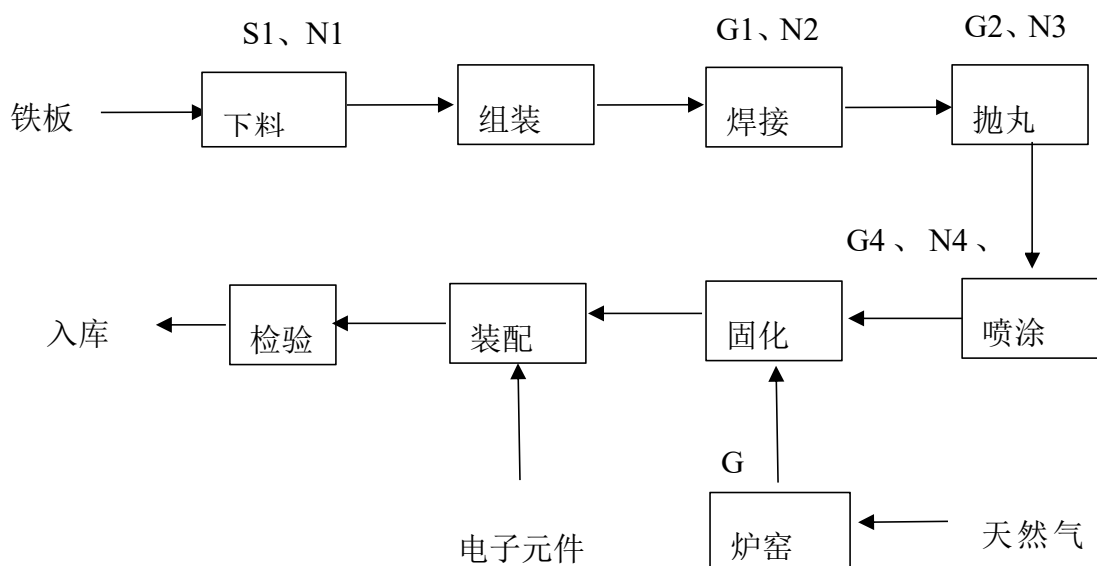 S1、N1
G1、N2
G2、N3
铁板
下料
组装
焊接
抛丸
G4 、 N4 、
入库
检验
装配
固化
喷涂
G
电子元件
炉窑
天然气